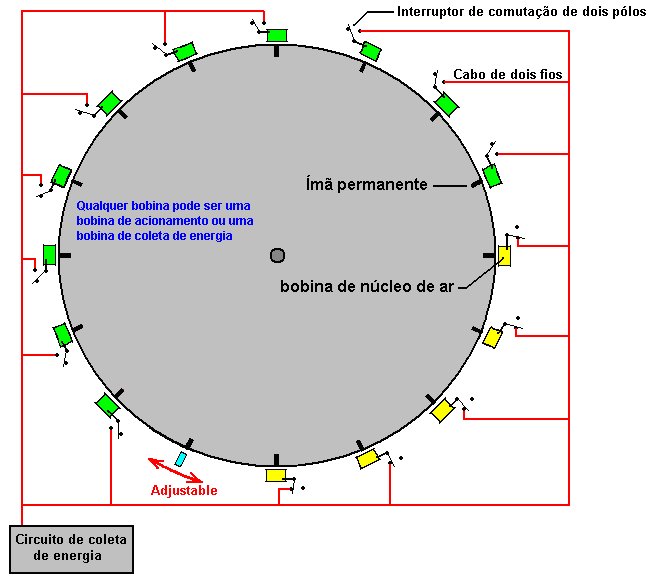 Interruptor de comutação de dois pólos
Cabo de dois fios
Ímã permanente
Qualquer bobina pode ser uma
bobina de acionamento ou uma
bobina de coleta de energia
bobina de núcleo de ar
Adjustable
Circuito de coleta
de energia